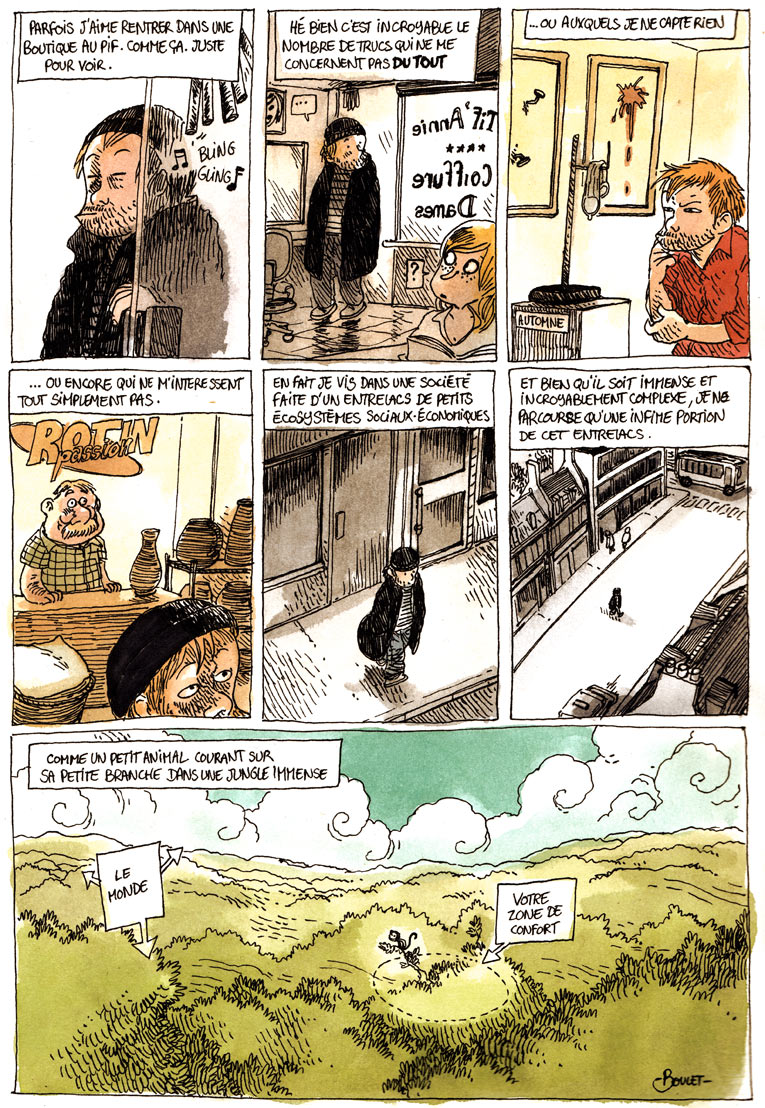 PARFOIS J'AIME RENTRER DANS UNE
BOUTIQUE AU PIF. COMME ÇA. JUSTE
POUR VOIR.
BLING
GLING
HÉ BIEN C'EST INCROYABLE LE
NOMBRE DE TRUCS QUI NE ME
CONCERNENT PAS DU TOUT
Tif'Annie
****
Coiffure
Dames
...
?
...OU AUXQUELS JE NE CAPTE RIEN
AUTOMNE
... OU ENCORE QUI NE M'INTERESSENT
TOUT SIMPLEMENT PAS.
ROTIN
passion
EN FAIT JE VIS DANS UNE SOCIÉTÉ
FAITE D'UN ENTRELACS DE PETITS
ÉCOSYSTÈMES SOCIAUX-ÉCONOMIQUES
ET BIEN QU'IL SOIT IMMENSE ET
INCROYABLEMENT COMPLEXE, JE NE
PARCOURS QU'UNE INFIME PORTION
DE CET ENTRELACS.
COMME UN PETIT ANIMAL COURANT SUR
SA PETITE BRANCHE DANS UNE JUNGLE IMMENSE
LE
MONDE
VOTRE
ZONE DE
CONFORT
BOULET